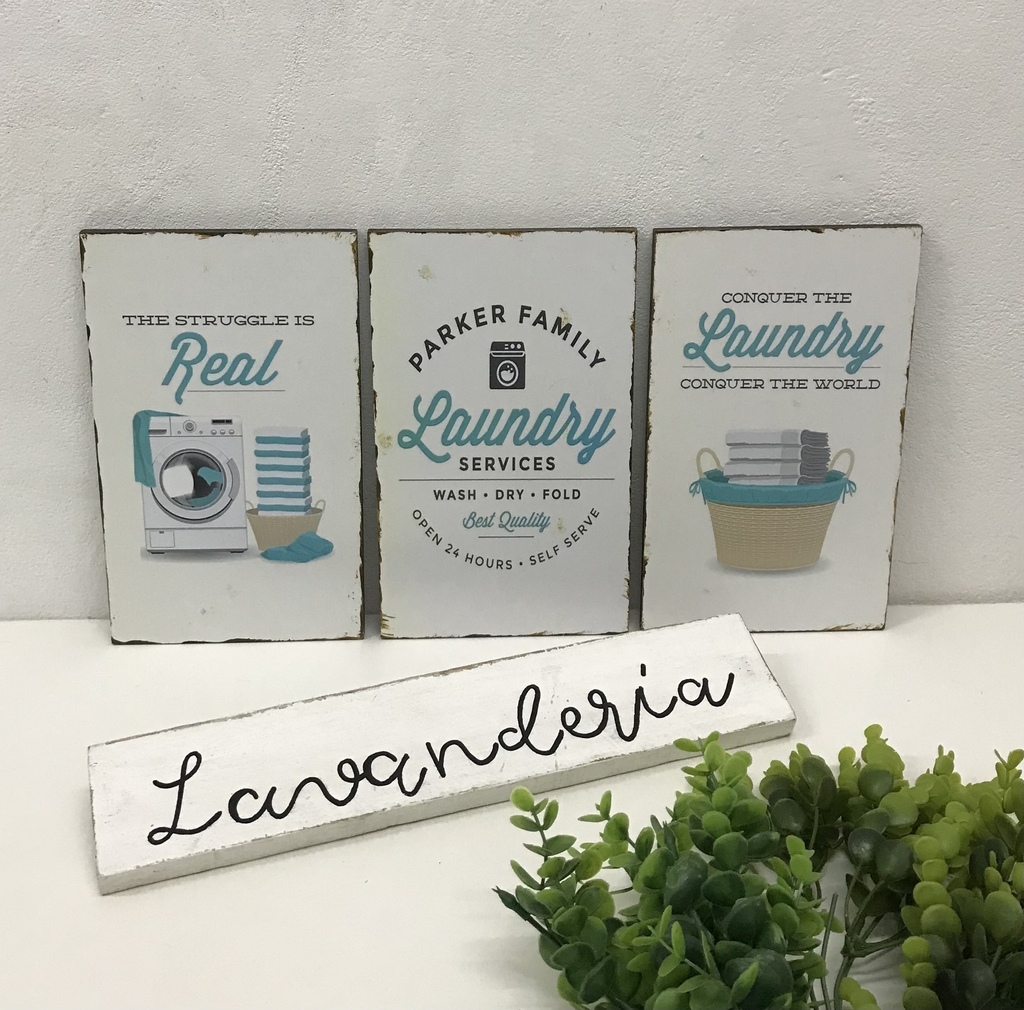 THE STRUGGLE IS
Real
PARKER FAMILY
Laundry
SERVICES
WASH • DRY • FOLD
Best Quality
OPEN 24 HOURS • SELF SERVE
CONQUER THE
Laundry
CONQUER THE WORLD
Lavanderia